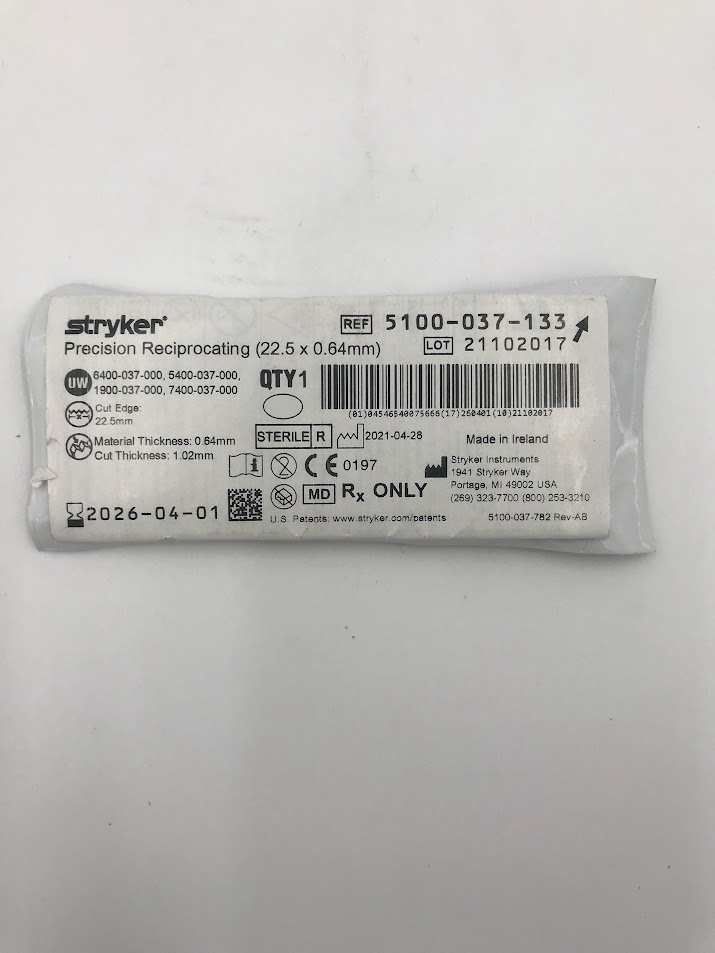 stryker®
REF 5100-037-133
Precision Reciprocating (22.5 x 0.64mm)
LOT 21102017
UW 6400-037-000, 5400-037-000,
1900-037-000, 7400-037-000
QTY 1
(01)04546540075666(17)260401(10)21102017
Cut Edge:
22.5mm
STERILE R
2021-04-28
Made in Ireland
Material Thickness: 0.64mm
Cut Thickness: 1.02mm
i
2
CE 0197
Stryker Instruments
1941 Stryker Way
Portage, MI 49002 USA
(269) 323-7700 (800) 253-3210
2026-04-01
MD Rx ONLY
U.S. Patents: www.stryker.com/patents
5100-037-782 Rev-AB